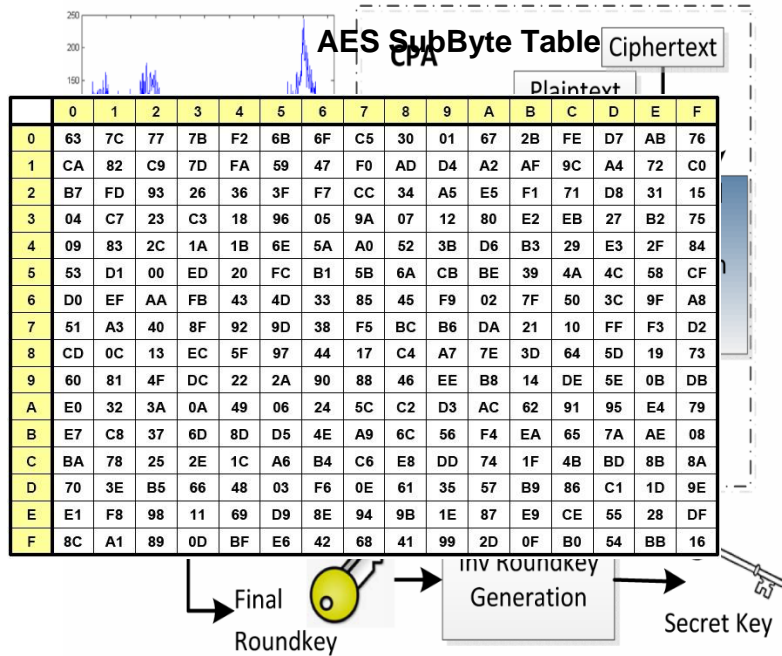 250
200
150
AES SubByte Table
CPA
Ciphertext
Plaintext
0 1 2 3 4 5 6 7 8 9 A B C D E F
0 63 7C 77 7B F2 6B 6F C5 30 01 67 2B FE D7 AB 76
1 CA 82 C9 7D FA 59 47 F0 AD D4 A2 AF 9C A4 72 C0
2 B7 FD 93 26 36 3F F7 CC 34 A5 E5 F1 71 D8 31 15
3 04 C7 23 C3 18 96 05 9A 07 12 80 E2 EB 27 B2 75
4 09 83 2C 1A 1B 6E 5A A0 52 3B D6 B3 29 E3 2F 84
5 53 D1 00 ED 20 FC B1 5B 6A CB BE 39 4A 4C 58 CF
6 D0 EF AA FB 43 4D 33 85 45 F9 02 7F 50 3C 9F A8
7 51 A3 40 8F 92 9D 38 F5 BC B6 DA 21 10 FF F3 D2
8 CD 0C 13 EC 5F 97 44 17 C4 A7 7E 3D 64 5D 19 73
9 60 81 4F DC 22 2A 90 88 46 EE B8 14 DE 5E 0B DB
A E0 32 3A 0A 49 06 24 5C C2 D3 AC 62 91 95 E4 79
B E7 C8 37 6D 8D D5 4E A9 6C 56 F4 EA 65 7A AE 08
C BA 78 25 2E 1C A6 B4 C6 E8 DD 74 1F 4B BD 8B 8A
D 70 3E B5 66 48 03 F6 0E 61 35 57 B9 86 C1 1D 9E
E E1 F8 98 11 69 D9 8E 94 9B 1E 87 E9 CE 55 28 DF
F 8C A1 89 0D BF E6 42 68 41 99 2D 0F B0 54 BB 16
Final
Roundkey
Inv Roundkey
Generation
Secret Key